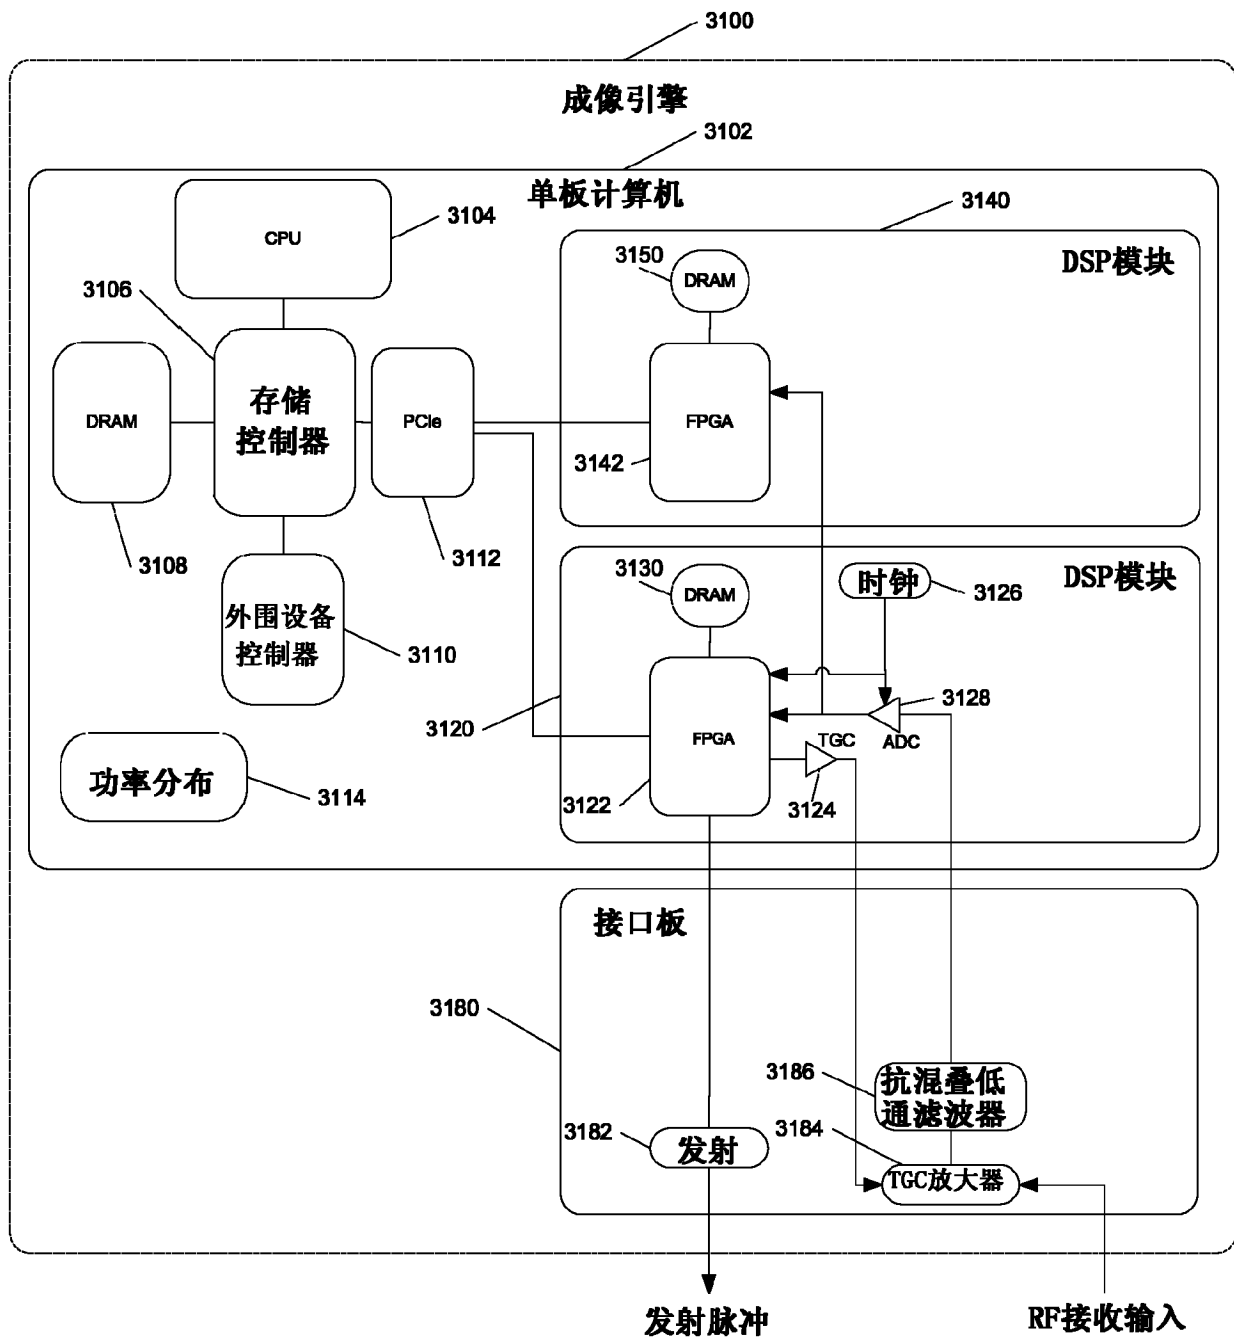 3100
成像引擎
3102
单板计算机
3104
CPU
3140
3150
DRAM
DSP模块
3106
存储
控制器
DRAM
PCIe
FPGA
3142
3108
3112
3130
DRAM
时钟
3126
DSP模块
外围设备
控制器
3110
3120
FPGA
3128
TGC
ADC
3122
3124
功率分布
3114
接口板
3180
3186
抗混叠低
通滤波器
3182
发射
3184
TGC放大器
发射脉冲
RF接收输入